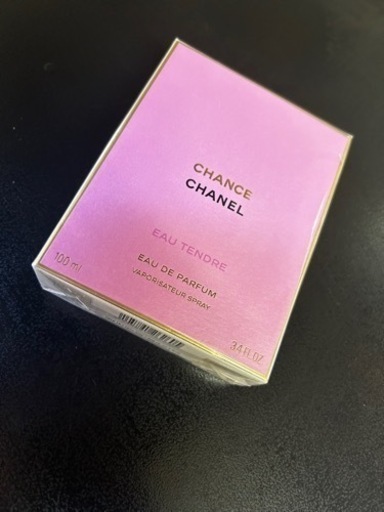 CHANCE
CHANEL
EAU TENDRE
EAU DE PARFUM
VAPORISATEUR SPRAY
100 ml
3.4 FL. OZ.